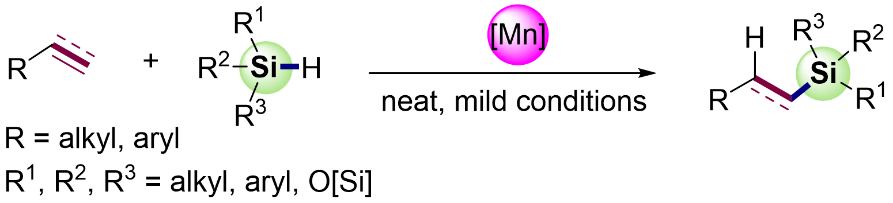 R
+
R¹
R²
Si
H
R³
[Mn]
neat, mild conditions
H
R
R³
R²
Si
R¹
R = alkyl, aryl
R¹, R², R³ = alkyl, aryl, O[Si]